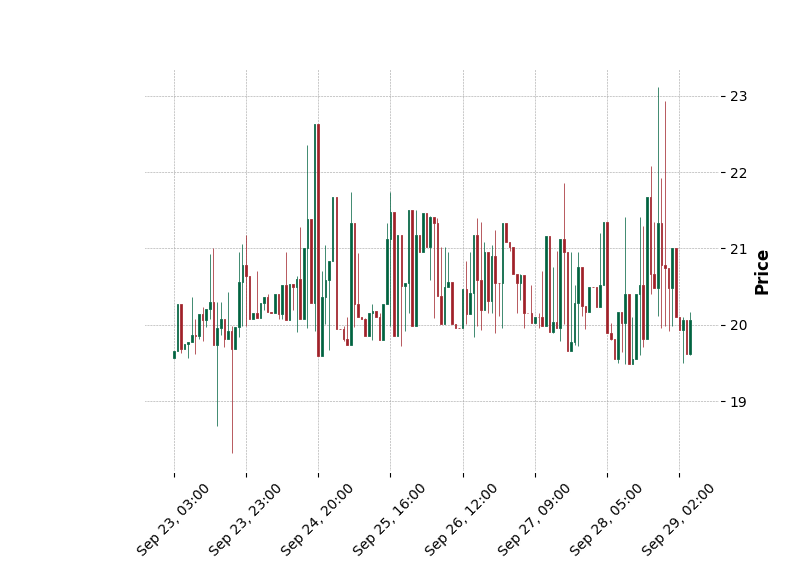 23
22
21
20
19
Price
Sep 23, 03:00
Sep 23, 23:00
Sep 24, 20:00
Sep 25, 16:00
Sep 26, 12:00
Sep 27, 09:00
Sep 28, 05:00
Sep 29, 02:00